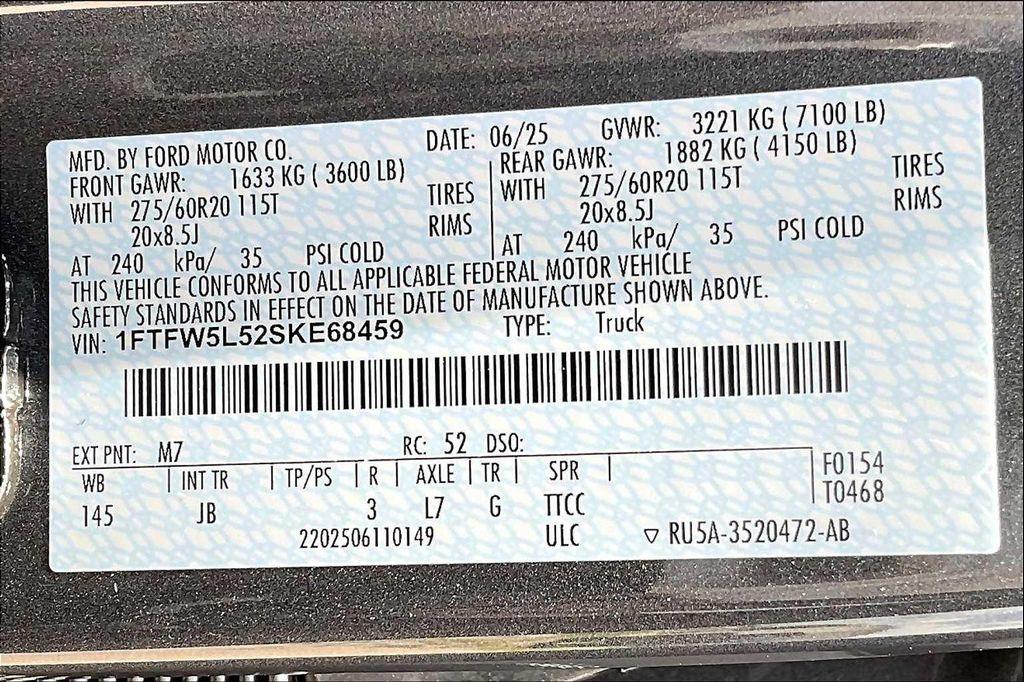 MFD. BY FORD MOTOR CO. DATE: 06/25 GVWR: 3221 KG ( 7100 LB)
FRONT GAWR: 1633 KG ( 3600 LB) REAR GAWR: 1882 KG ( 4150 LB)
WITH 275/60R20 115T TIRES WITH 275/60R20 115T TIRES
20x8.5J RIMS 20x8.5J RIMS
AT 240 kPa/ 35 PSI COLD AT 240 kPa/ 35 PSI COLD
THIS VEHICLE CONFORMS TO ALL APPLICABLE FEDERAL MOTOR VEHICLE
SAFETY STANDARDS IN EFFECT ON THE DATE OF MANUFACTURE SHOWN ABOVE.
VIN: 1FTFW5L52SKE68459 TYPE: Truck
EXT PNT: M7 RC: 52 DSO:
WB INT TR TP/PS R AXLE TR SPR F0154
145 JB 3 L7 G TTCC T0468
2202506110149 ULC ▽ RU5A-3520472-AB